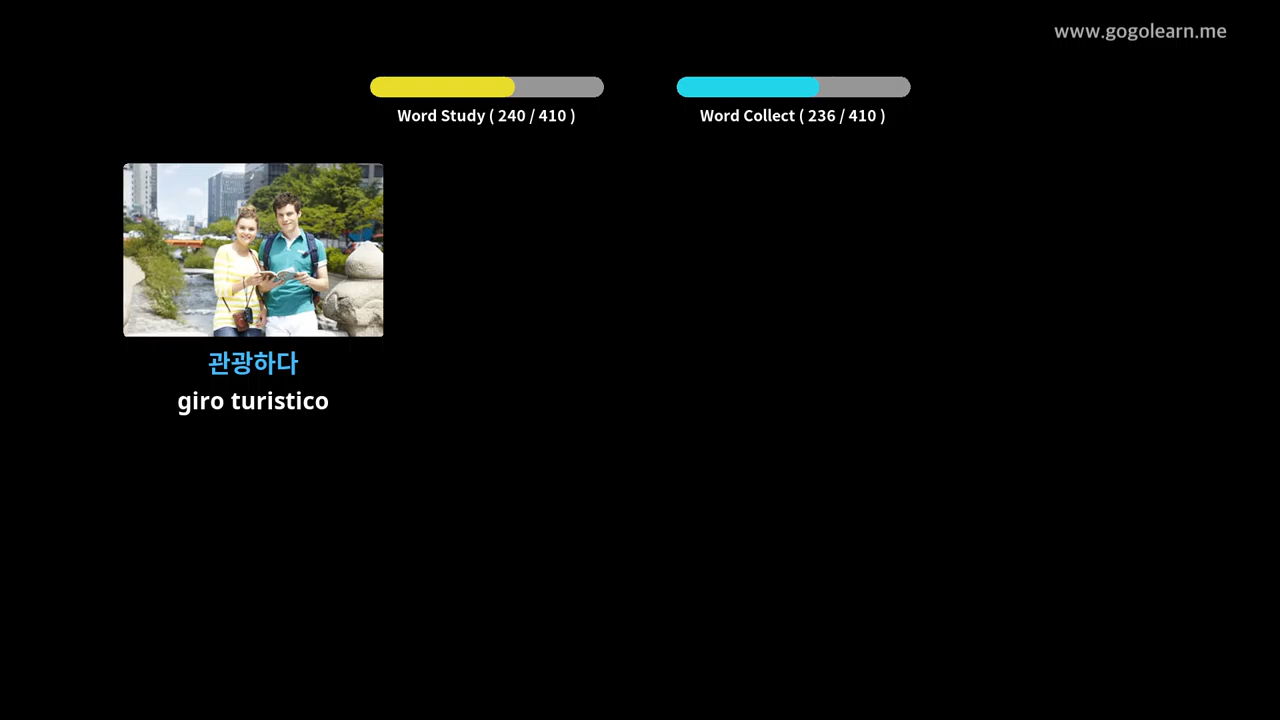 www.gogolearn.me
Word Study ( 240 / 410 )
Word Collect ( 236 / 410 )
관광하다
giro turistico